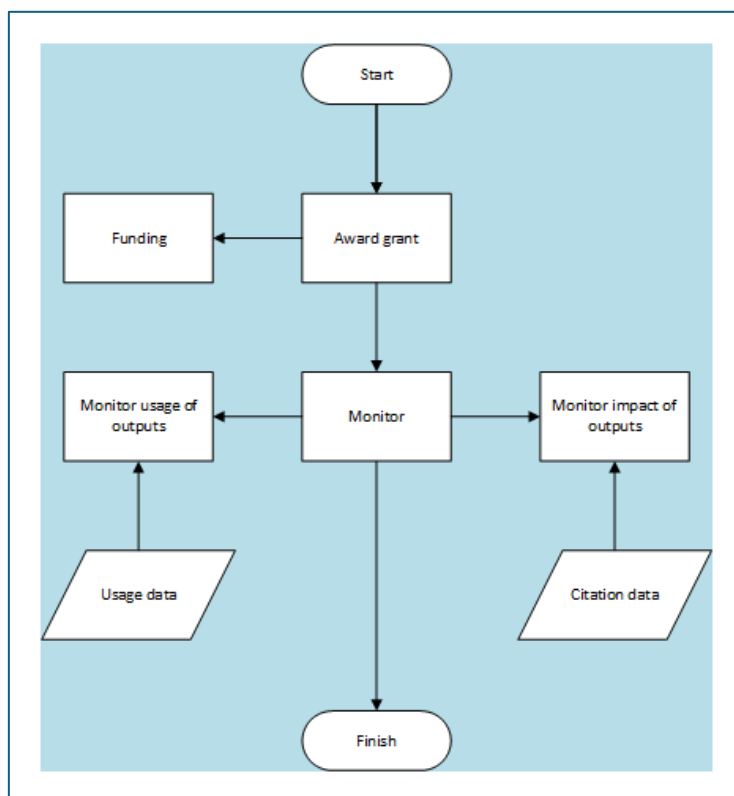 Start
Funding
Award grant
Monitor usage of
outputs
Monitor
Monitor impact of
outputs
Usage data
Citation data
Finish